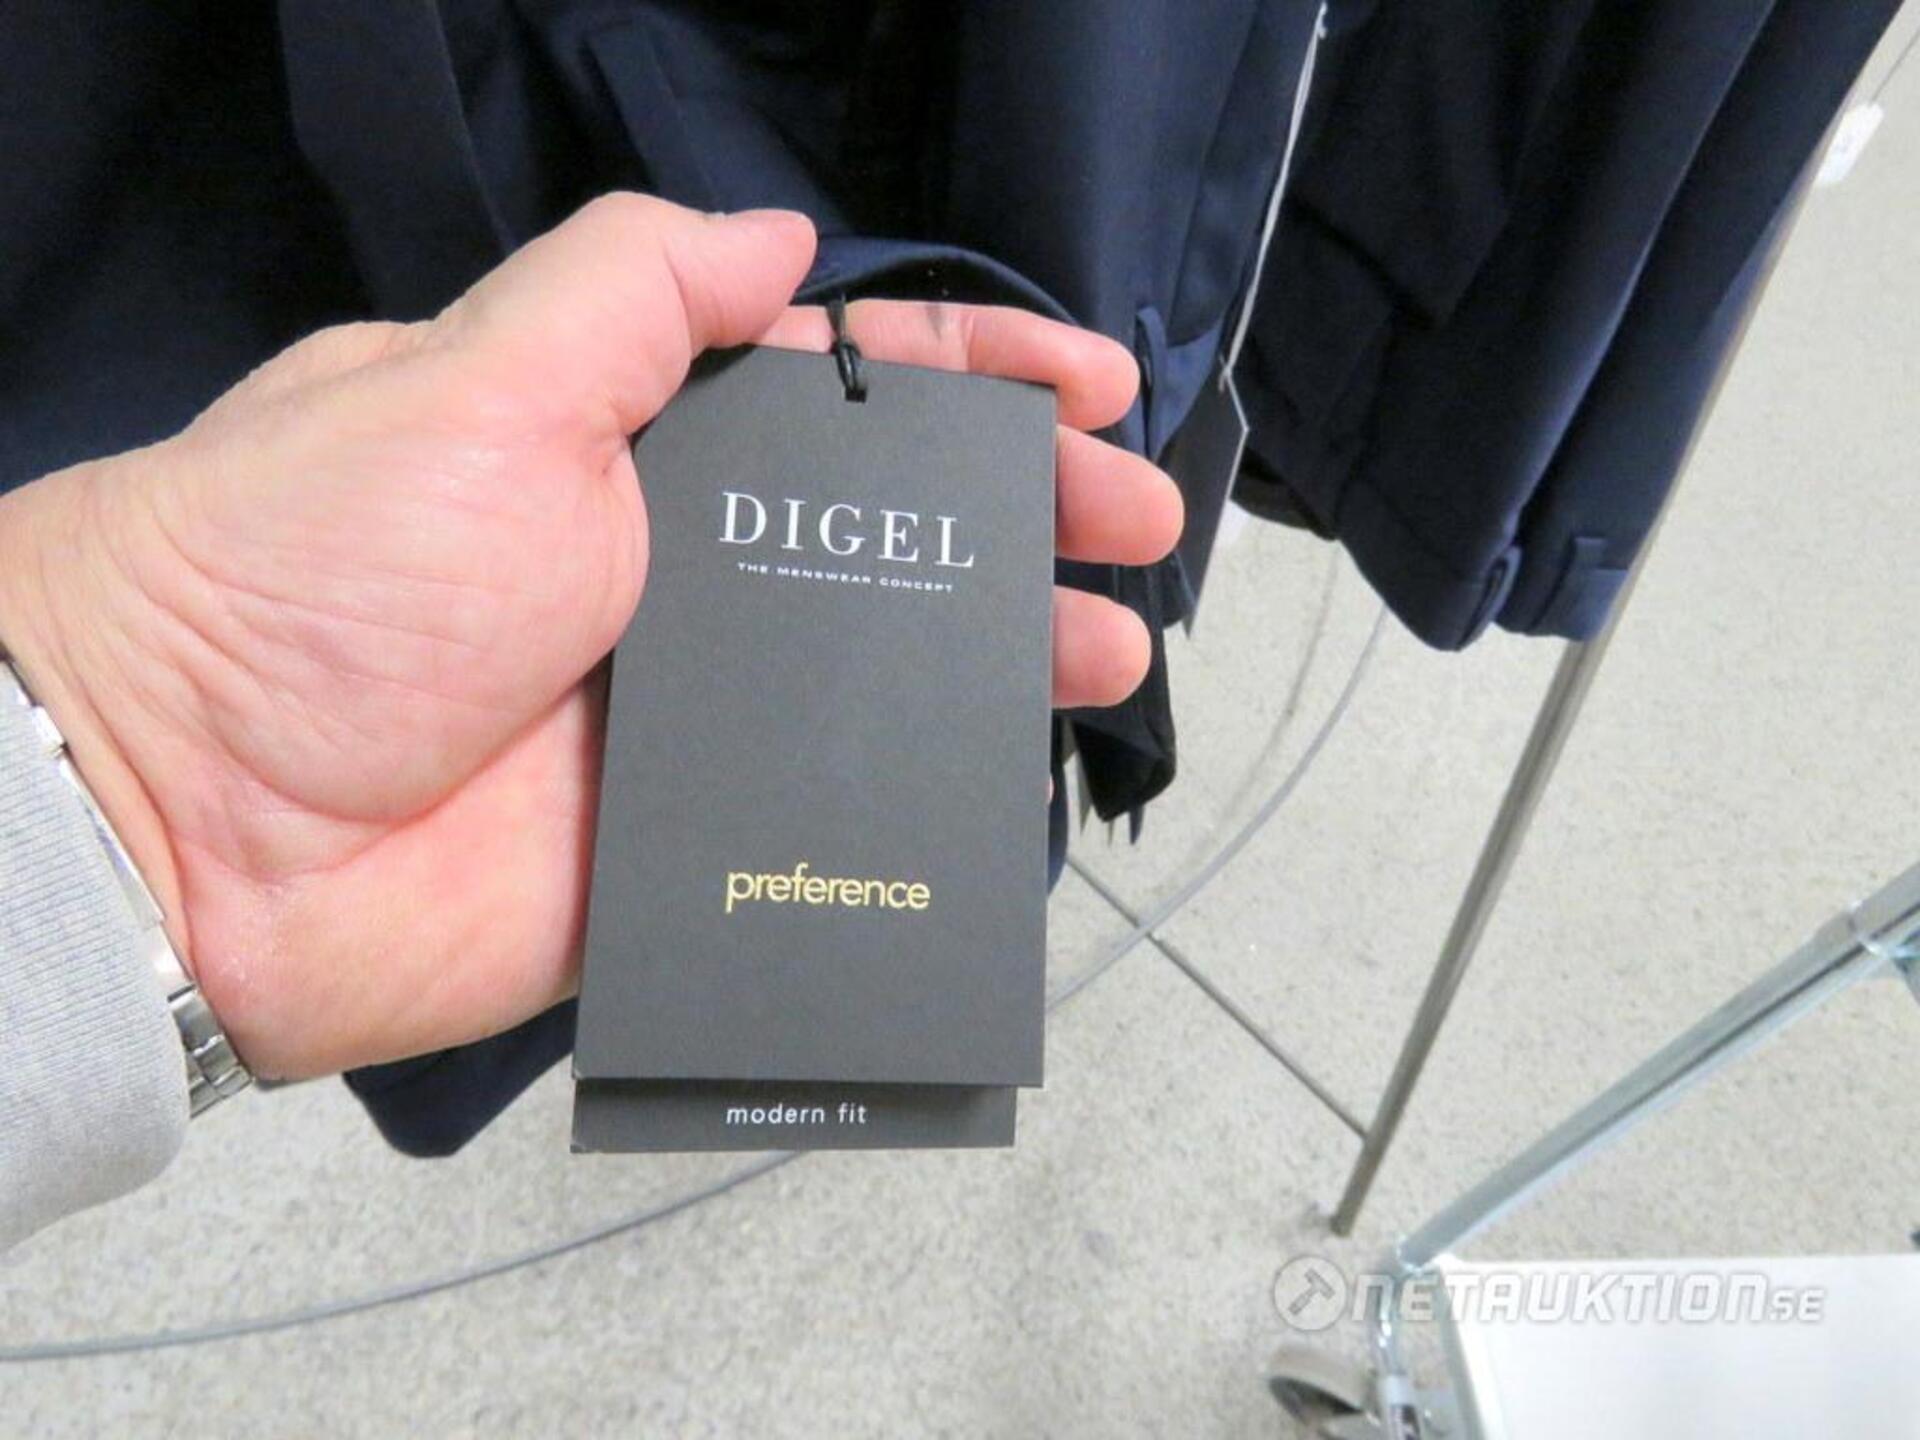 DIGEL
THE MENSWEAR CONCEPT
preference
modern fit
NETAUKTION.SE